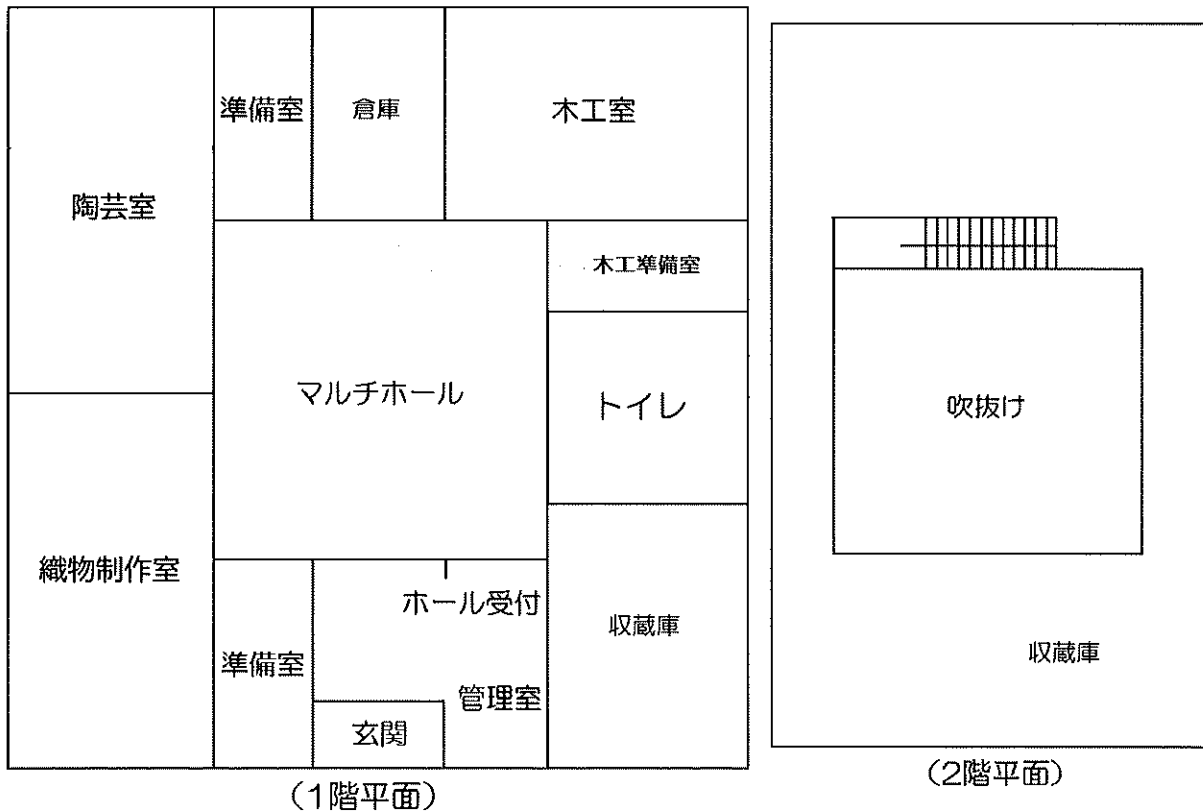 準備室
倉庫
木工室
陶芸室
木工準備室
マルチホール
トイレ
織物制作室
ホール受付
収蔵庫
準備室
管理室
玄関
(1階平面)
吹抜け
収蔵庫
(2階平面)